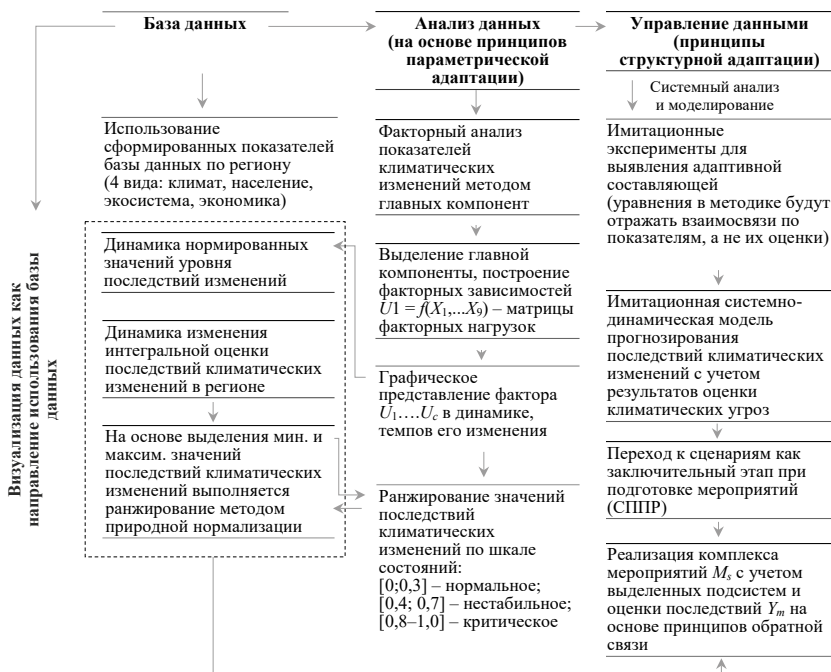 База данных
Анализ данных
(на основе принципов
параметрической
адаптации)
Управление данными
(принципы
структурной адаптации)
Системный анализ
и моделирование
Использование
сформированных показателей
базы данных по региону
(4 вида: климат, население,
экосистема, экономика)
Динамика нормированных
значений уровня
последствий изменений
Динамика изменения
интегральной оценки
последствий климатических
изменений в регионе
На основе выделения мин. и
максим. значений
последствий климатических
изменений выполняется
ранжирование методом
природной нормализации
Факторный анализ
показателей
климатических
изменений методом
главных компонент
Выделение главной
компоненты, построение
факторных зависимостей
U1 = f(X₁,...X₉) – матрицы
факторных нагрузок
Графическое
представление фактора
U₁….U_c в динамике,
темпов его изменения
Ранжирование значений
последствий
климатических
изменений по шкале
состояний:
[0;0,3] – нормальное;
[0,4; 0,7] – нестабильное;
[0,8–1,0] – критическое
Имитационные
эксперименты для
выявления адаптивной
составляющей
(уравнения в методике будут
отражать взаимосвязи по
показателям, а не их оценки)
Имитационная системно-
динамическая модель
прогнозирования
последствий климатических
изменений с учетом
результатов оценки
климатических угроз
Переход к сценариям как
заключительный этап при
подготовке мероприятий
(СППР)
Реализация комплекса
мероприятий M_s с учетом
выделенных подсистем и
оценки последствий Y_m на
основе принципов обратной
связи
Визуализация данных как
направление использования базы
данных